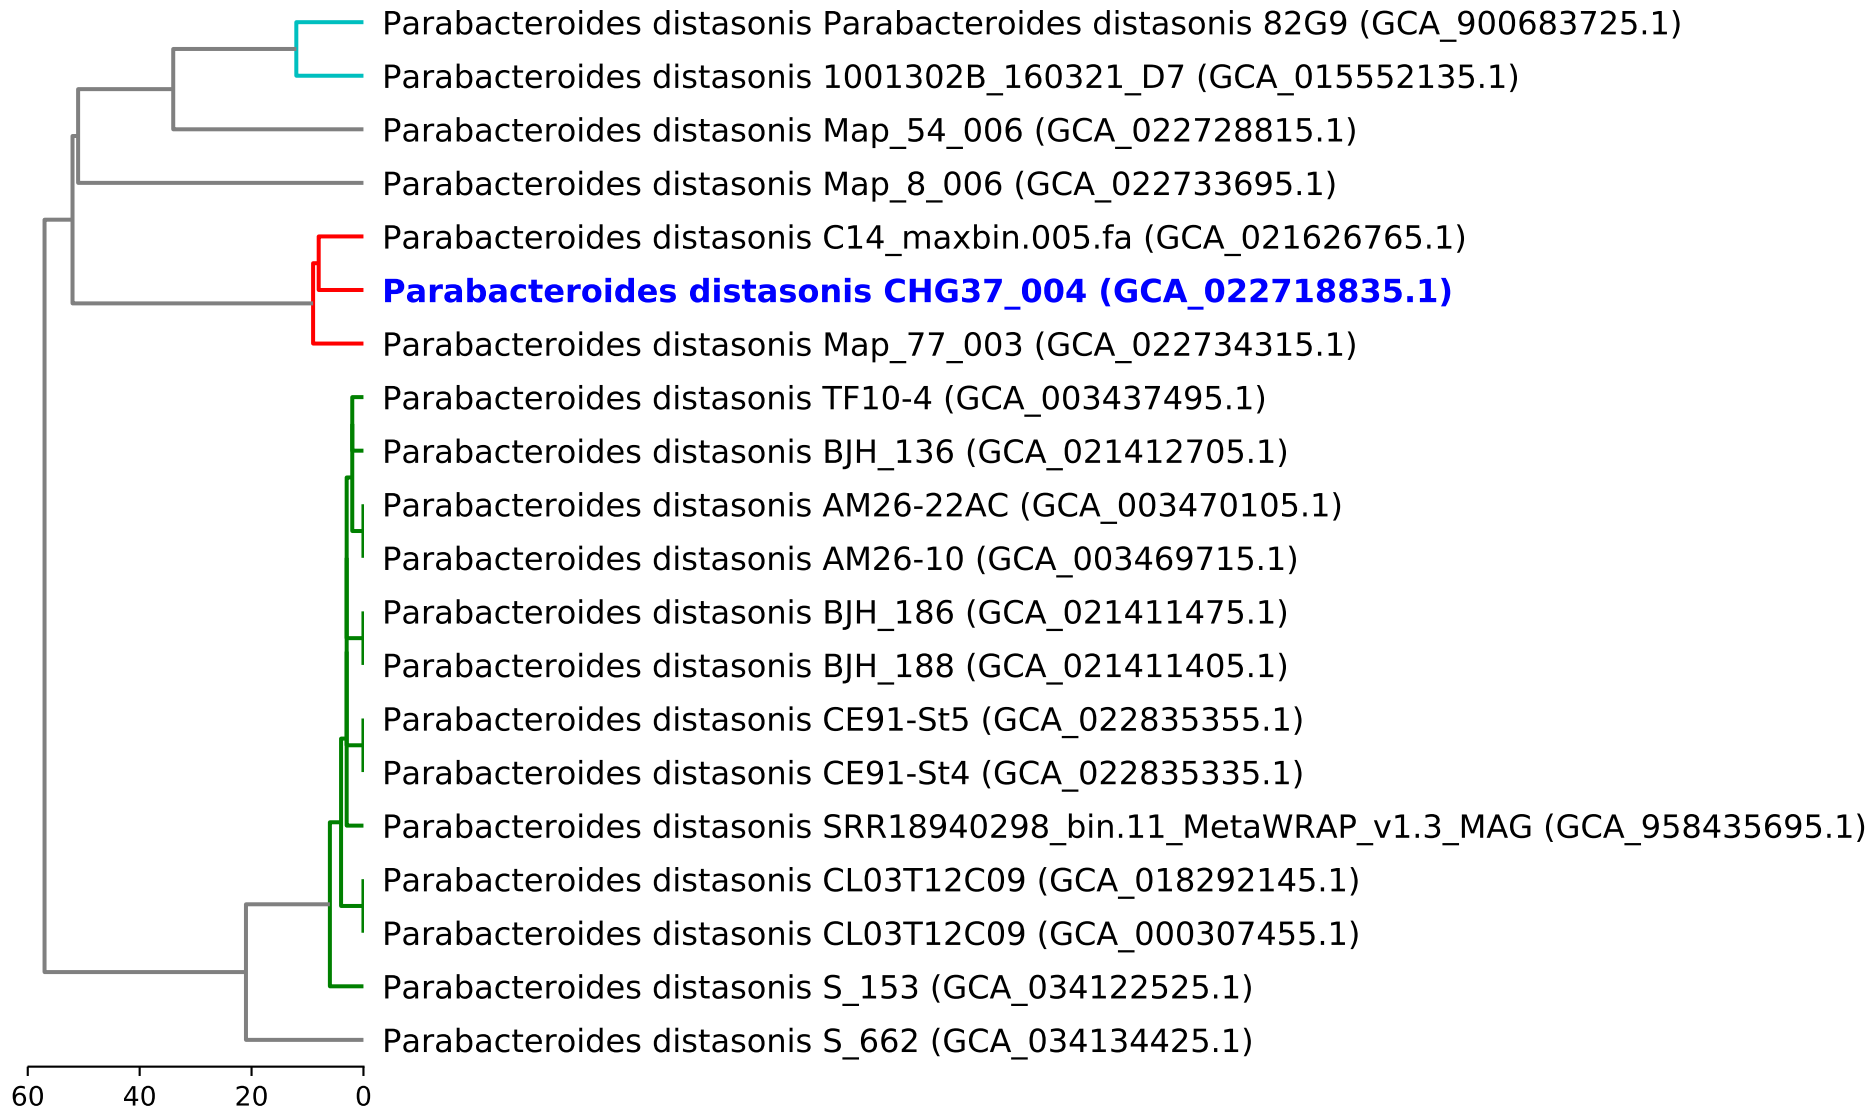 Parabacteroides distasonis Parabacteroides distasonis 82G9 (GCA_900683725.1)
Parabacteroides distasonis 1001302B_160321_D7 (GCA_015552135.1)
Parabacteroides distasonis Map_54_006 (GCA_022728815.1)
Parabacteroides distasonis Map_8_006 (GCA_022733695.1)
Parabacteroides distasonis C14_maxbin.005.fa (GCA_021626765.1)
Parabacteroides distasonis CHG37_004 (GCA_022718835.1)
Parabacteroides distasonis Map_77_003 (GCA_022734315.1)
Parabacteroides distasonis TF10-4 (GCA_003437495.1)
Parabacteroides distasonis BJH_136 (GCA_021412705.1)
Parabacteroides distasonis AM26-22AC (GCA_003470105.1)
Parabacteroides distasonis AM26-10 (GCA_003469715.1)
Parabacteroides distasonis BJH_186 (GCA_021411475.1)
Parabacteroides distasonis BJH_188 (GCA_021411405.1)
Parabacteroides distasonis CE91-St5 (GCA_022835355.1)
Parabacteroides distasonis CE91-St4 (GCA_022835335.1)
Parabacteroides distasonis SRR18940298_bin.11_MetaWRAP_v1.3_MAG (GCA_958435695.1)
Parabacteroides distasonis CL03T12C09 (GCA_018292145.1)
Parabacteroides distasonis CL03T12C09 (GCA_000307455.1)
Parabacteroides distasonis S_153 (GCA_034122525.1)
Parabacteroides distasonis S_662 (GCA_034134425.1)
60 40 20 0